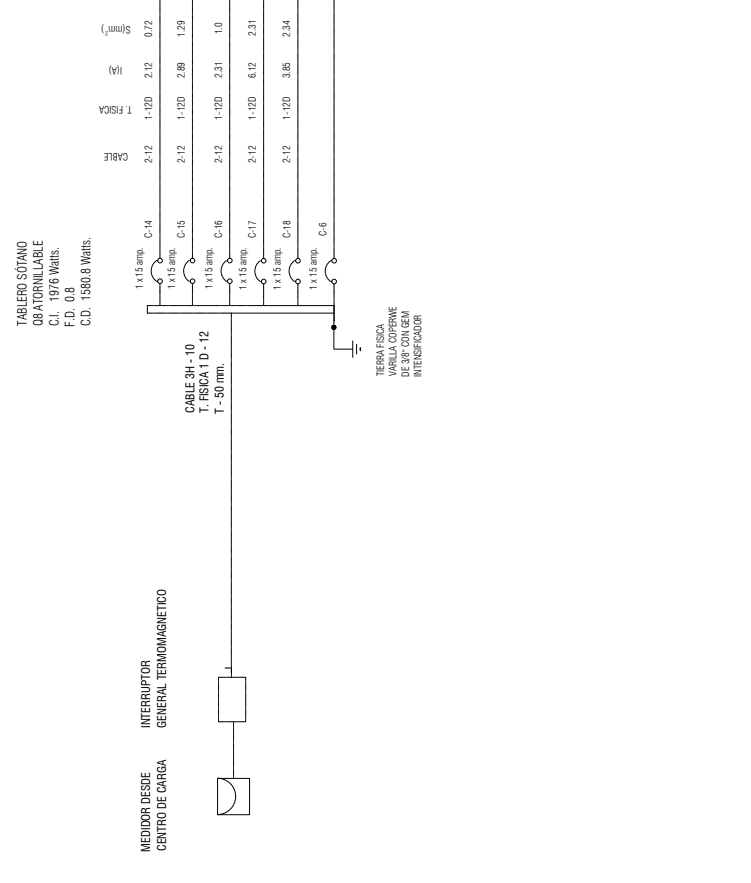 TABLERO SÓTANO
Q8 ATORNILLABLE
C.I. 1976 Watts.
F.D. 0.8
C.D. 1580.8 Watts.
CABLE
T. FISICA
I(A)
S(mm²)
1 x 15 amp. C-14 2-12 1-12D 2.12 0.72
1 x 15 amp. C-15 2-12 1-12D 2.89 1.29
1 x 15 amp. C-16 2-12 1-12D 2.31 1.0
1 x 15 amp. C-17 2-12 1-12D 6.12 2.31
1 x 15 amp. C-18 2-12 1-12D 3.85 2.34
1 x 15 amp. C-6
CABLE 3H - 10
T. FISICA 1 D - 12
T - 50 mm.
TIERRA FISICA
VARILLA COPERWE
DE 3/8" CON GEM
INTENSIFICADOR
INTERRUPTOR
GENERAL TERMOMAGNETICO
MEDIDOR DESDE
CENTRO DE CARGA